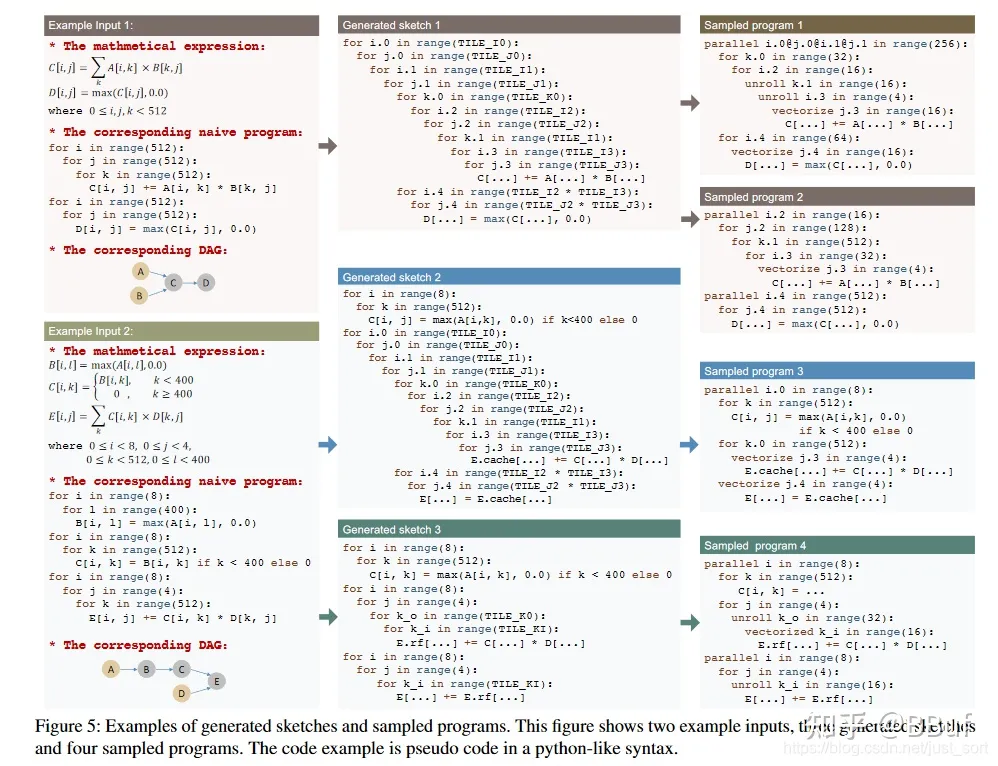 Example Input 1:
* The mathmetical expression:
C[i,j] = ∑ A[i,k] × B[k,j]
k
D[i,j] = max(C[i,j], 0.0)
where 0 ≤ i,j,k < 512
* The corresponding naive program:
for i in range(512):
for j in range(512):
for k in range(512):
C[i, j] += A[i, k] * B[k, j]
for i in range(512):
for j in range(512):
D[i, j] = max(C[i, j], 0.0)
* The corresponding DAG:
A
B
C
D
Example Input 2:
* The mathmetical expression:
B[i,l] = max(A[i,l],0.0)
C[i,k] = { B[i,k], k < 400
0 , k ≥ 400
E[i,j] = ∑ C[i,k] × D[k,j]
k
where 0 ≤ i < 8, 0 ≤ j < 4,
0 ≤ k < 512, 0 ≤ l < 400
* The corresponding naive program:
for i in range(8):
for l in range(400):
B[i, l] = max(A[i, l], 0.0)
for i in range(8):
for k in range(512):
C[i, k] = B[i, k] if k < 400 else 0
for i in range(8):
for j in range(4):
for k in range(512):
E[i, j] += C[i, k] * D[k, j]
* The corresponding DAG:
A
B
C
D
E
Generated sketch 1
for i.0 in range(TILE_I0):
for j.0 in range(TILE_J0):
for i.1 in range(TILE_I1):
for j.1 in range(TILE_J1):
for k.0 in range(TILE_K0):
for i.2 in range(TILE_I2):
for j.2 in range(TILE_J2):
for k.1 in range(TILE_I1):
for i.3 in range(TILE_I3):
for j.3 in range(TILE_J3):
C[...] += A[...] * B[...]
for i.4 in range(TILE_I2 * TILE_I3):
for j.4 in range(TILE_J2 * TILE_J3):
D[...] = max(C[...], 0.0)
Generated sketch 2
for i in range(8):
for k in range(512):
C[i, j] = max(A[i,k], 0.0) if k<400 else 0
for i.0 in range(TILE_I0):
for j.0 in range(TILE_J0):
for i.1 in range(TILE_I1):
for j.1 in range(TILE_J1):
for k.0 in range(TILE_K0):
for i.2 in range(TILE_I2):
for j.2 in range(TILE_J2):
for k.1 in range(TILE_I1):
for i.3 in range(TILE_I3):
for j.3 in range(TILE_J3):
E.cache[...] += C[...] * D[...]
for i.4 in range(TILE_I2 * TILE_I3):
for j.4 in range(TILE_J2 * TILE_J3):
E[...] = E.cache[...]
Generated sketch 3
for i in range(8):
for k in range(512):
C[i, k] = max(A[i, k], 0.0) if k < 400 else 0
for i in range(8):
for j in range(4):
for k_o in range(TILE_K0):
for k_i in range(TILE_KI):
E.rf[...] += C[...] * D[...]
for i in range(8):
for j in range(4):
for k_i in range(TILE_KI):
E[...] += E.rf[...]
Sampled program 1
parallel i.0@j.0@i.1@j.1 in range(256):
for k.0 in range(32):
for i.2 in range(16):
unroll k.1 in range(16):
unroll i.3 in range(4):
vectorize j.3 in range(16):
C[...] += A[...] * B[...]
for i.4 in range(64):
vectorize j.4 in range(16):
D[...] = max(C[...], 0.0)
Sampled program 2
parallel i.2 in range(16):
for j.2 in range(128):
for k.1 in range(512):
for i.3 in range(32):
vectorize j.3 in range(4):
C[...] += A[...] * B[...]
parallel i.4 in range(512):
for j.4 in range(512):
D[...] = max(C[...], 0.0)
Sampled program 3
parallel i.0 in range(8):
for k in range(512):
C[i, j] = max(A[i,k], 0.0)
if k < 400 else 0
for k.0 in range(512):
vectorize j.3 in range(4):
E.cache[...] += C[...] * D[...]
vectorize j.4 in range(4):
E[...] = E.cache[...]
Sampled program 4
parallel i in range(8):
for k in range(512):
C[i, k] = ...
for j in range(4):
unroll k_o in range(32):
vectorized k_i in range(16):
E.rf[...] += C[...] * D[...]
parallel i in range(8):
for j in range(4):
unroll k_i in range(16):
E[...] += E.rf[...]
Figure 5: Examples of generated sketches and sampled programs. This figure shows two example inputs, three generated sketches
and four sampled programs. The code example is pseudo code in a python-like syntax.
知乎 @BBuf
https://blog.csdn.net/just_sort